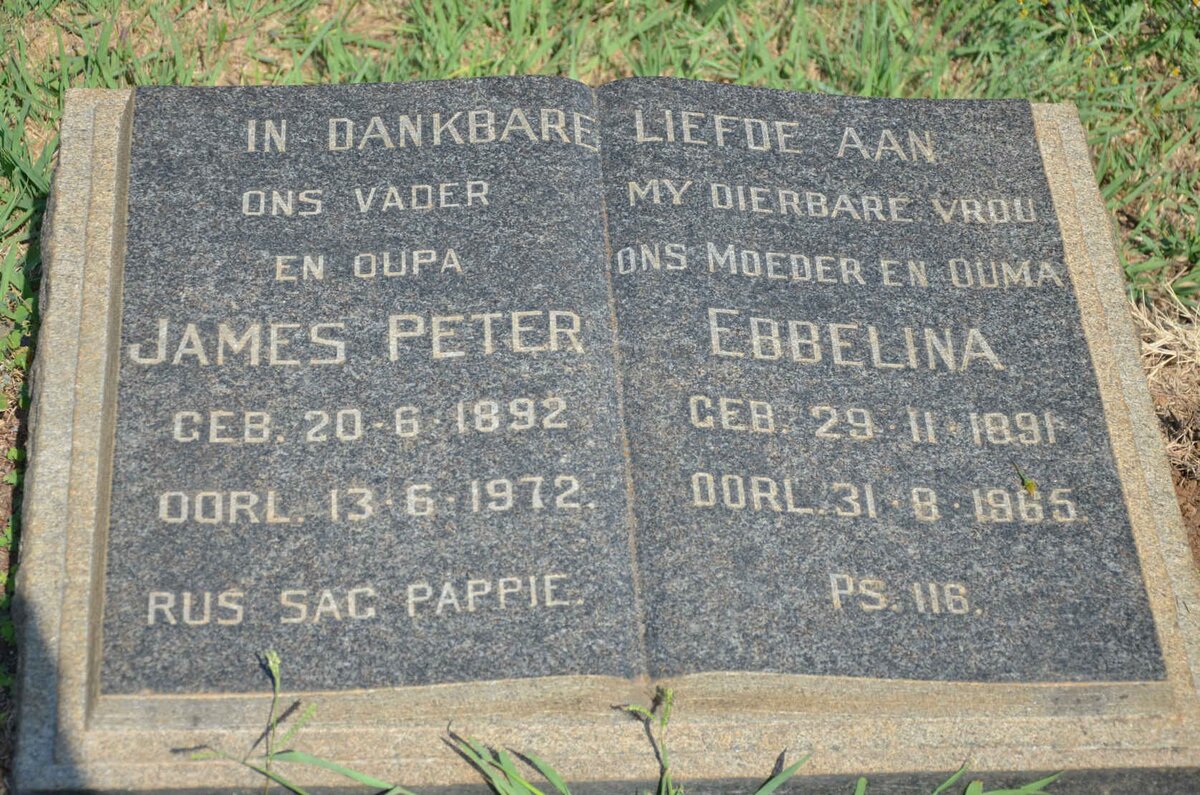 IN DANKBARE LIEFDE AAN
ONS VADER
EN OUPA
JAMES PETER
GEB. 20-6-1892
OORL. 13-6-1972.
RUS SAG PAPPIE.
MY DIERBARE VROU
ONS MOEDER EN OUMA
EBBELINA
GEB. 29-11-1891
OORL. 31-8-1965.
PS. 116.